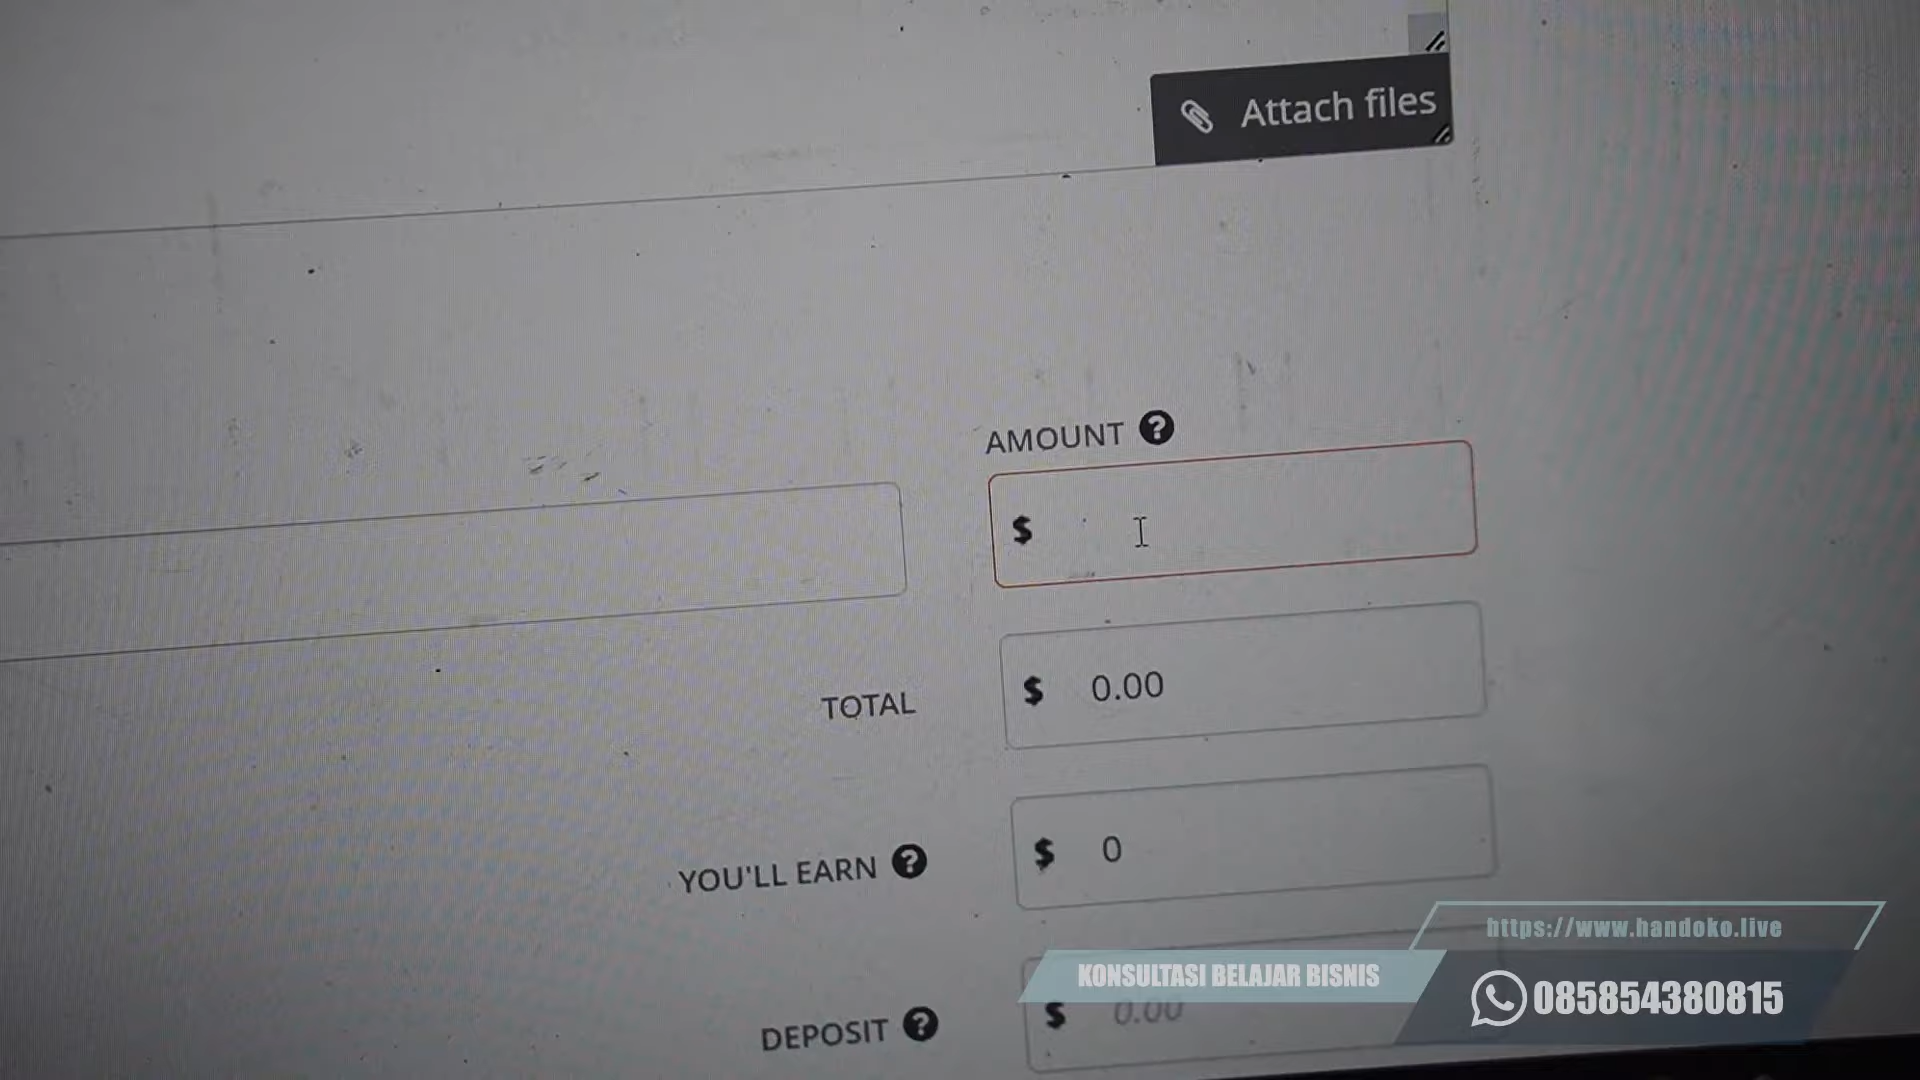 Attach files
AMOUNT ?
$
TOTAL $ 0.00
YOU'LL EARN ? $ 0
DEPOSIT ? $ 0.00
https://www.handoko.live
KONSULTASI BELAJAR BISNIS
085854380815